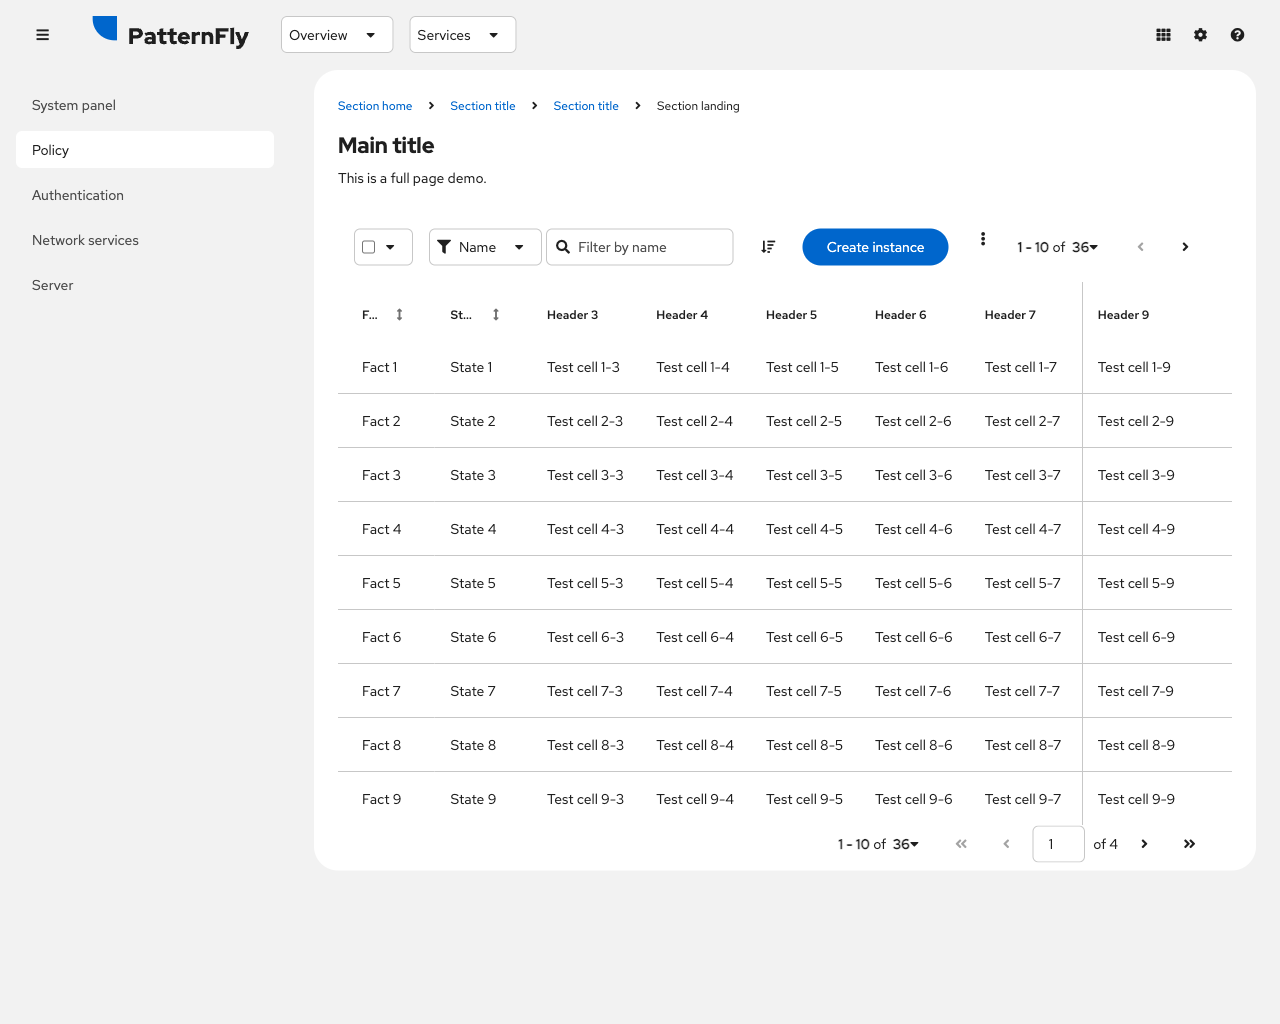 PatternFly Overview Services
System panel
Policy
Authentication
Network services
Server
Section home Section title Section title Section landing
Main title
This is a full page demo.
Name Filter by name Create instance 1 - 10 of 36
F... St... Header 3 Header 4 Header 5 Header 6 Header 7 Header 9
Fact 1 State 1 Test cell 1-3 Test cell 1-4 Test cell 1-5 Test cell 1-6 Test cell 1-7 Test cell 1-9
Fact 2 State 2 Test cell 2-3 Test cell 2-4 Test cell 2-5 Test cell 2-6 Test cell 2-7 Test cell 2-9
Fact 3 State 3 Test cell 3-3 Test cell 3-4 Test cell 3-5 Test cell 3-6 Test cell 3-7 Test cell 3-9
Fact 4 State 4 Test cell 4-3 Test cell 4-4 Test cell 4-5 Test cell 4-6 Test cell 4-7 Test cell 4-9
Fact 5 State 5 Test cell 5-3 Test cell 5-4 Test cell 5-5 Test cell 5-6 Test cell 5-7 Test cell 5-9
Fact 6 State 6 Test cell 6-3 Test cell 6-4 Test cell 6-5 Test cell 6-6 Test cell 6-7 Test cell 6-9
Fact 7 State 7 Test cell 7-3 Test cell 7-4 Test cell 7-5 Test cell 7-6 Test cell 7-7 Test cell 7-9
Fact 8 State 8 Test cell 8-3 Test cell 8-4 Test cell 8-5 Test cell 8-6 Test cell 8-7 Test cell 8-9
Fact 9 State 9 Test cell 9-3 Test cell 9-4 Test cell 9-5 Test cell 9-6 Test cell 9-7 Test cell 9-9
1 - 10 of 36 1 of 4